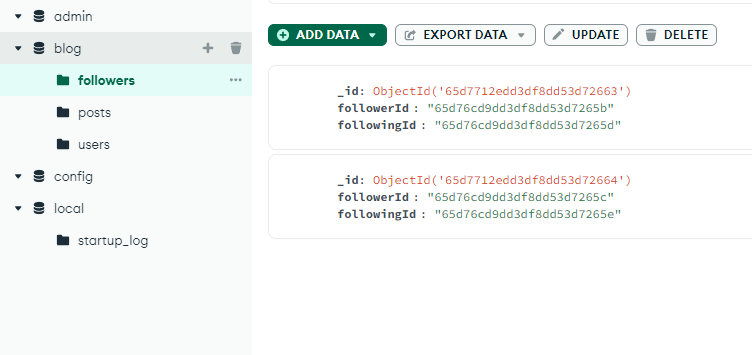 admin
blog
followers
posts
users
config
local
startup_log
ADD DATA
EXPORT DATA
UPDATE
DELETE
_id: ObjectId('65d7712edd3df8dd53d72663')
followerId : "65d76cd9dd3df8dd53d7265b"
followingId : "65d76cd9dd3df8dd53d7265d"
_id: ObjectId('65d7712edd3df8dd53d72664')
followerId : "65d76cd9dd3df8dd53d7265c"
followingId : "65d76cd9dd3df8dd53d7265e"